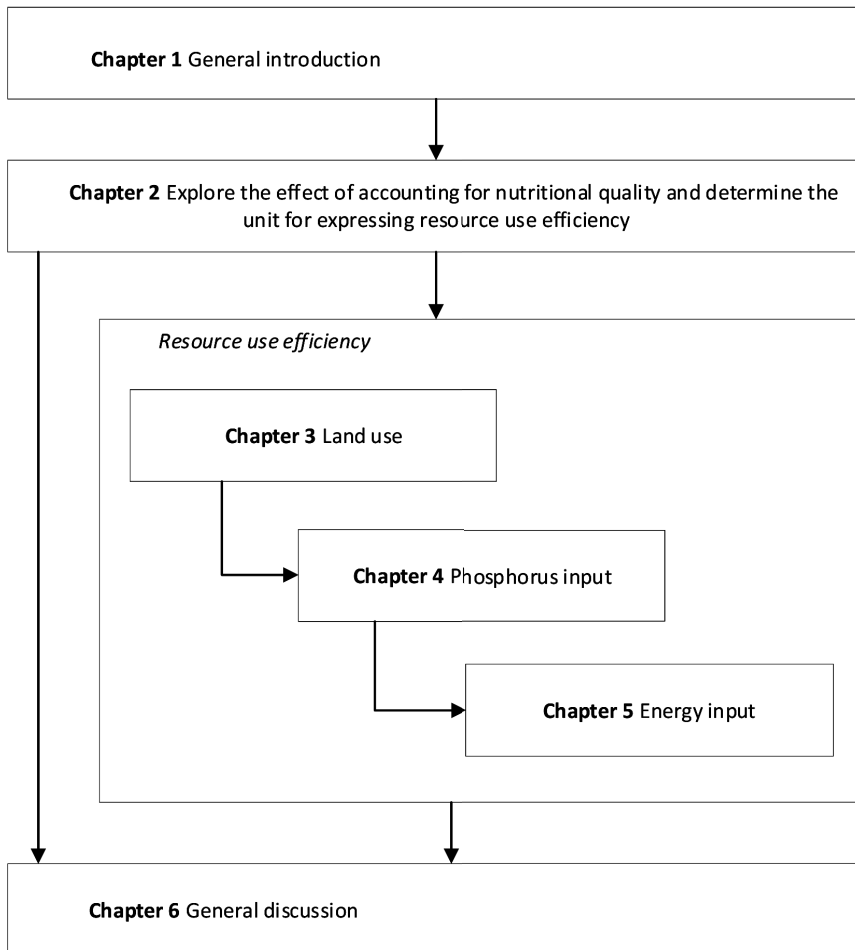 Chapter 1 General introduction
Chapter 2 Explore the effect of accounting for nutritional quality and determine the
unit for expressing resource use efficiency
Resource use efficiency
Chapter 3 Land use
Chapter 4 Phosphorus input
Chapter 5 Energy input
Chapter 6 General discussion